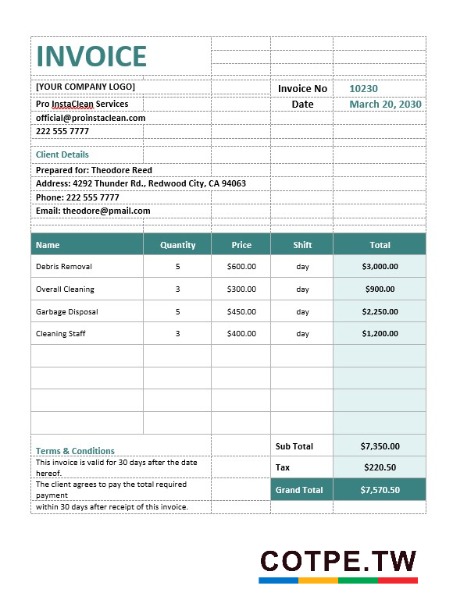 INVOICE
[YOUR COMPANY LOGO]
Invoice No 10230
Pro InstaClean Services
Date March 20, 2030
official@proinstaclean.com
222 555 7777
Client Details
Prepared for: Theodore Reed
Address: 4292 Thunder Rd., Redwood City, CA 94063
Phone: 222 555 7777
Email: theodore@pmail.com
Name Quantity Price Shift Total
Debris Removal 5 $600.00 day $3,000.00
Overall Cleaning 3 $300.00 day $900.00
Garbage Disposal 5 $450.00 day $2,250.00
Cleaning Staff 3 $400.00 day $1,200.00
Sub Total $7,350.00
Terms & Conditions
This invoice is valid for 30 days after the date
hereof.
Tax $220.50
The client agrees to pay the total required
payment
Grand Total $7,570.50
within 30 days after receipt of this invoice.
COTPE.TW